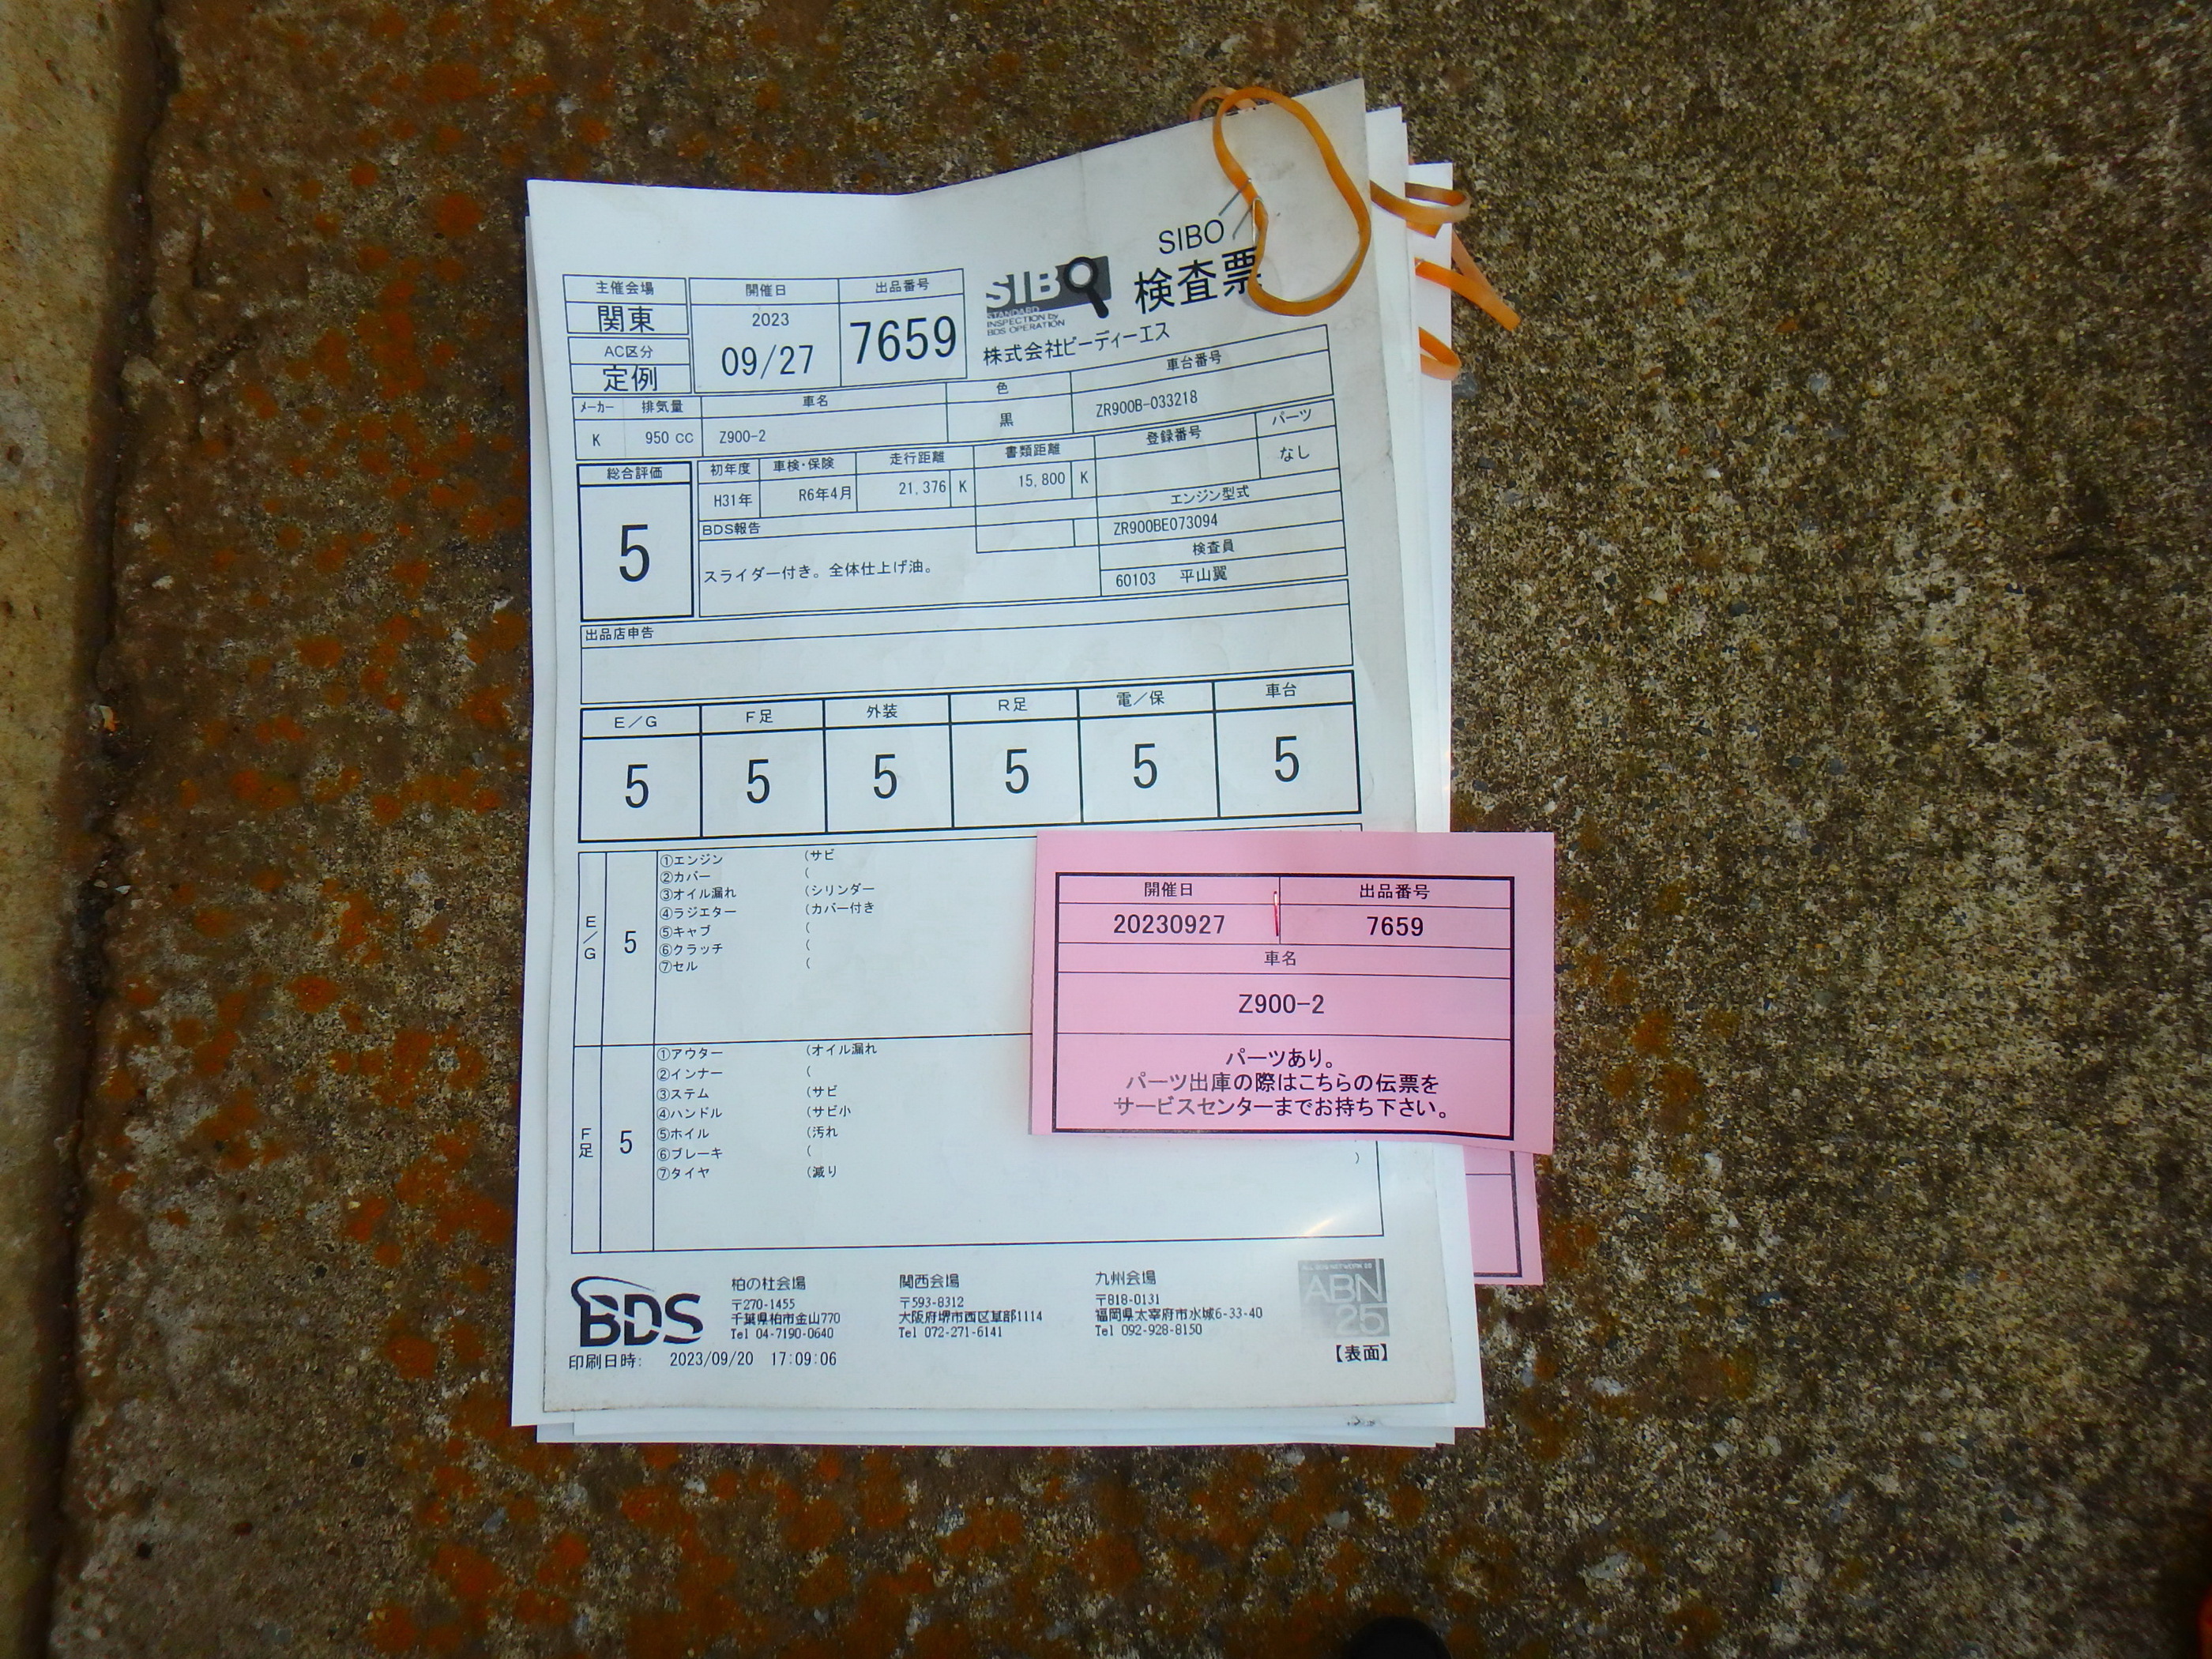 SIBO
検査票
SIBO
STANDARD
INSPECTION by
BDS OPERATION
株式会社ビーディーエス
主催会場 開催日 出品番号
関東 2023 09/27 7659
AC区分
定例
メーカー 排気量 車名 色 車台番号
K 950 CC Z900-2 黒 ZR900B-033218
総合評価 初年度 車検・保険 走行距離 書類距離 登録番号 パーツ
5 H31年 R6年4月 21,376 K 15,800 K なし
エンジン型式
ZR900BE073094
BDS報告
スライダー付き。全体仕上げ油。
検査員
60103 平山翼
出品店申告
E/G F足 外装 R足 電/保 車台
5 5 5 5 5 5
E/G 5
①エンジン (サビ
②カバー (
③オイル漏れ (シリンダー
④ラジエター (カバー付き
⑤キャブ (
⑥クラッチ (
⑦セル (
F足 5
①アウター (オイル漏れ
②インナー (
③ステム (サビ
④ハンドル (サビ小
⑤ホイル (汚れ
⑥ブレーキ ( )
⑦タイヤ (減り
開催日 出品番号
20230927 7659
車名
Z900-2
パーツあり。
パーツ出庫の際はこちらの伝票を
サービスセンターまでお持ち下さい。
BDS
柏の杜会場
〒270-1455
千葉県柏市金山770
Tel 04-7190-0640
関西会場
〒593-8312
大阪府堺市西区草部1114
Tel 072-271-6141
九州会場
〒818-0131
福岡県太宰府市水城6-33-40
Tel 092-928-8150
ABN
25
印刷日時: 2023/09/20 17:09:06
【表面】